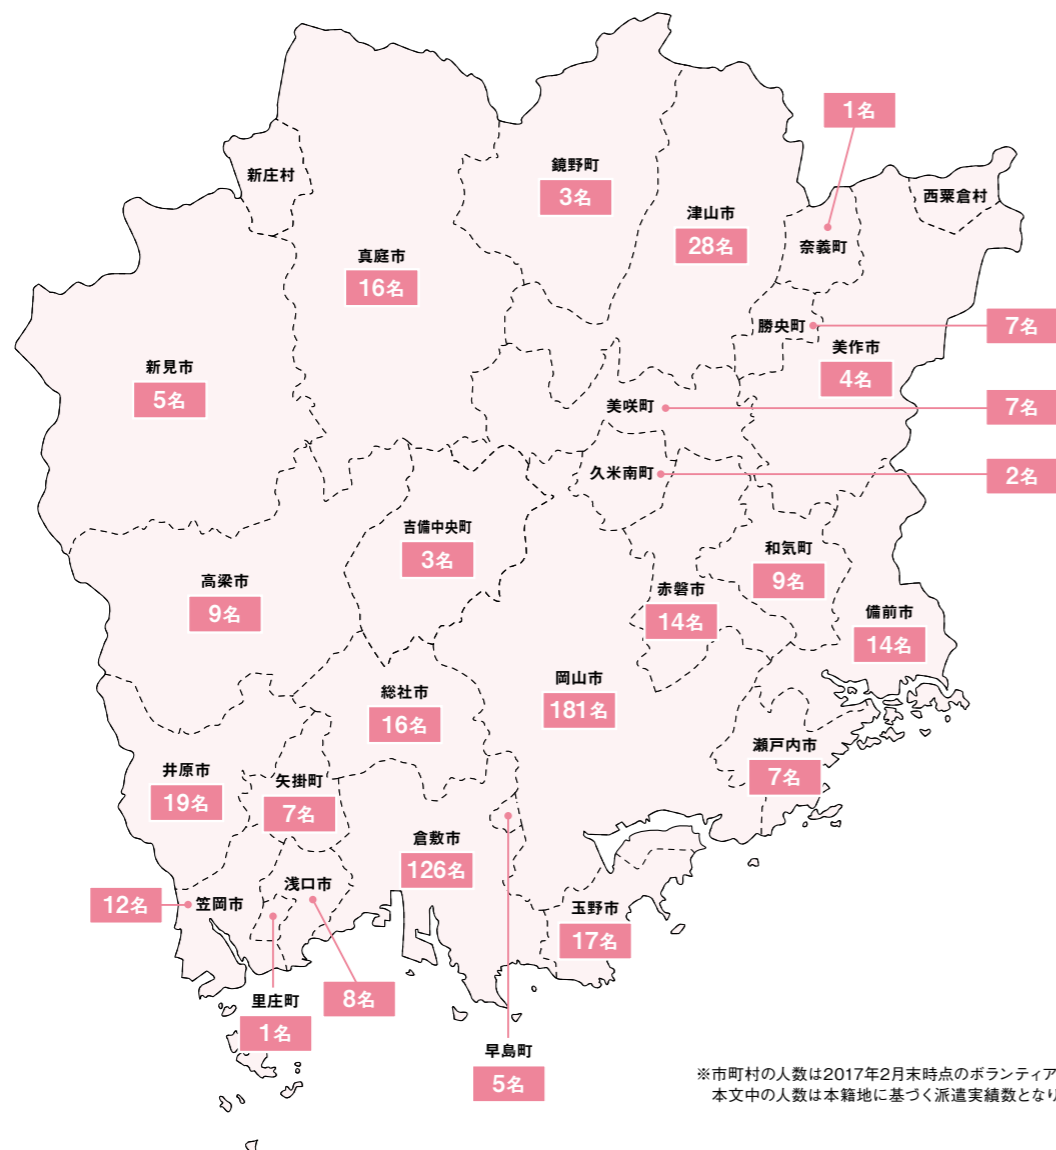 1名
新庄村
鏡野町
3名
西粟倉村
津山市
28名
奈義町
真庭市
16名
勝央町
7名
美作市
4名
新見市
5名
美咲町
7名
久米南町
2名
吉備中央町
3名
和気町
9名
高梁市
9名
赤磐市
14名
備前市
14名
総社市
16名
岡山市
181名
瀬戸内市
7名
井原市
19名
矢掛町
7名
倉敷市
126名
浅口市
8名
12名
笠岡市
玉野市
17名
里庄町
1名
早島町
5名
※市町村の人数は2017年2月末時点のボランティア
本文中の人数は本籍地に基づく派遣実績数となり